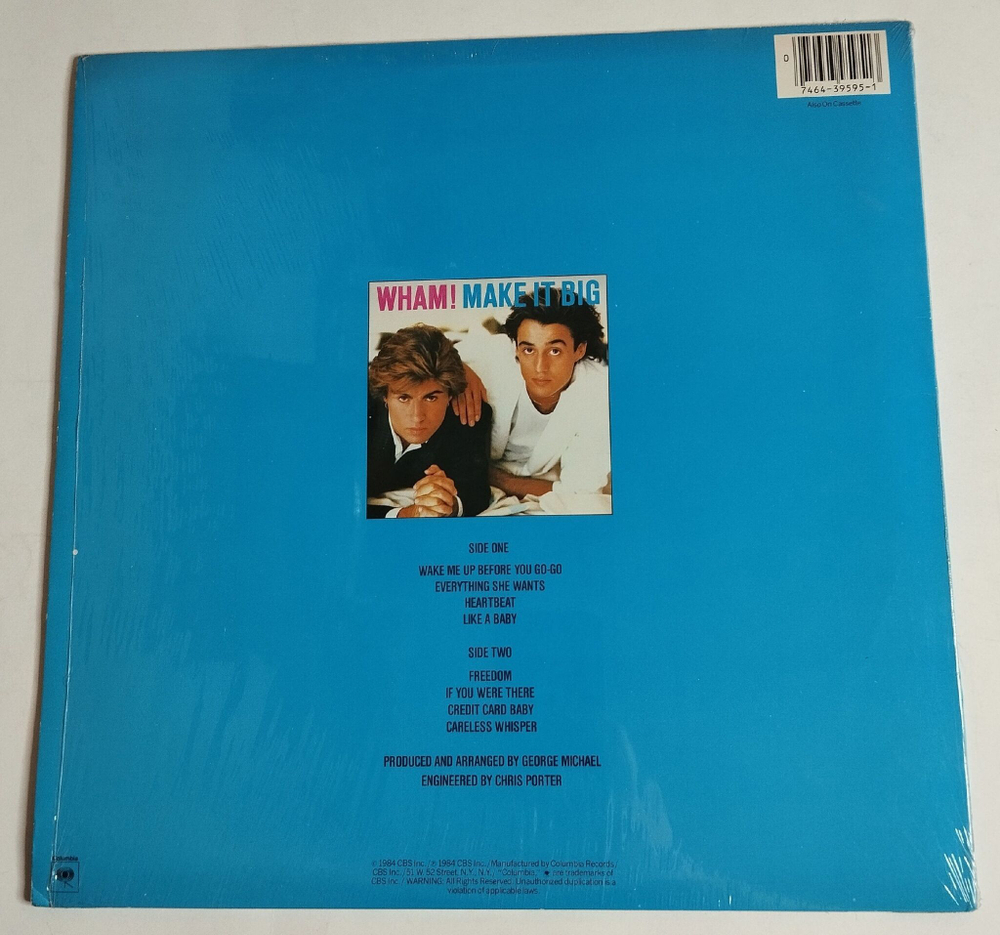 0
7464-39595-1
Also On Cassette
WHAM! MAKE IT BIG
SIDE ONE
WAKE ME UP BEFORE YOU GO-GO
EVERYTHING SHE WANTS
HEARTBEAT
LIKE A BABY
SIDE TWO
FREEDOM
IF YOU WERE THERE
CREDIT CARD BABY
CARELESS WHISPER
PRODUCED AND ARRANGED BY GEORGE MICHAEL
ENGINEERED BY CHRIS PORTER
Columbia
© 1984 CBS Inc. / ℗ 1984 CBS Inc. / Manufactured by Columbia Records /
CBS Inc. / 51 W. 52 Street, N.Y., N.Y. / "Columbia," are trademarks of
CBS Inc. / WARNING: All Rights Reserved. Unauthorized duplication is a
violation of applicable laws.